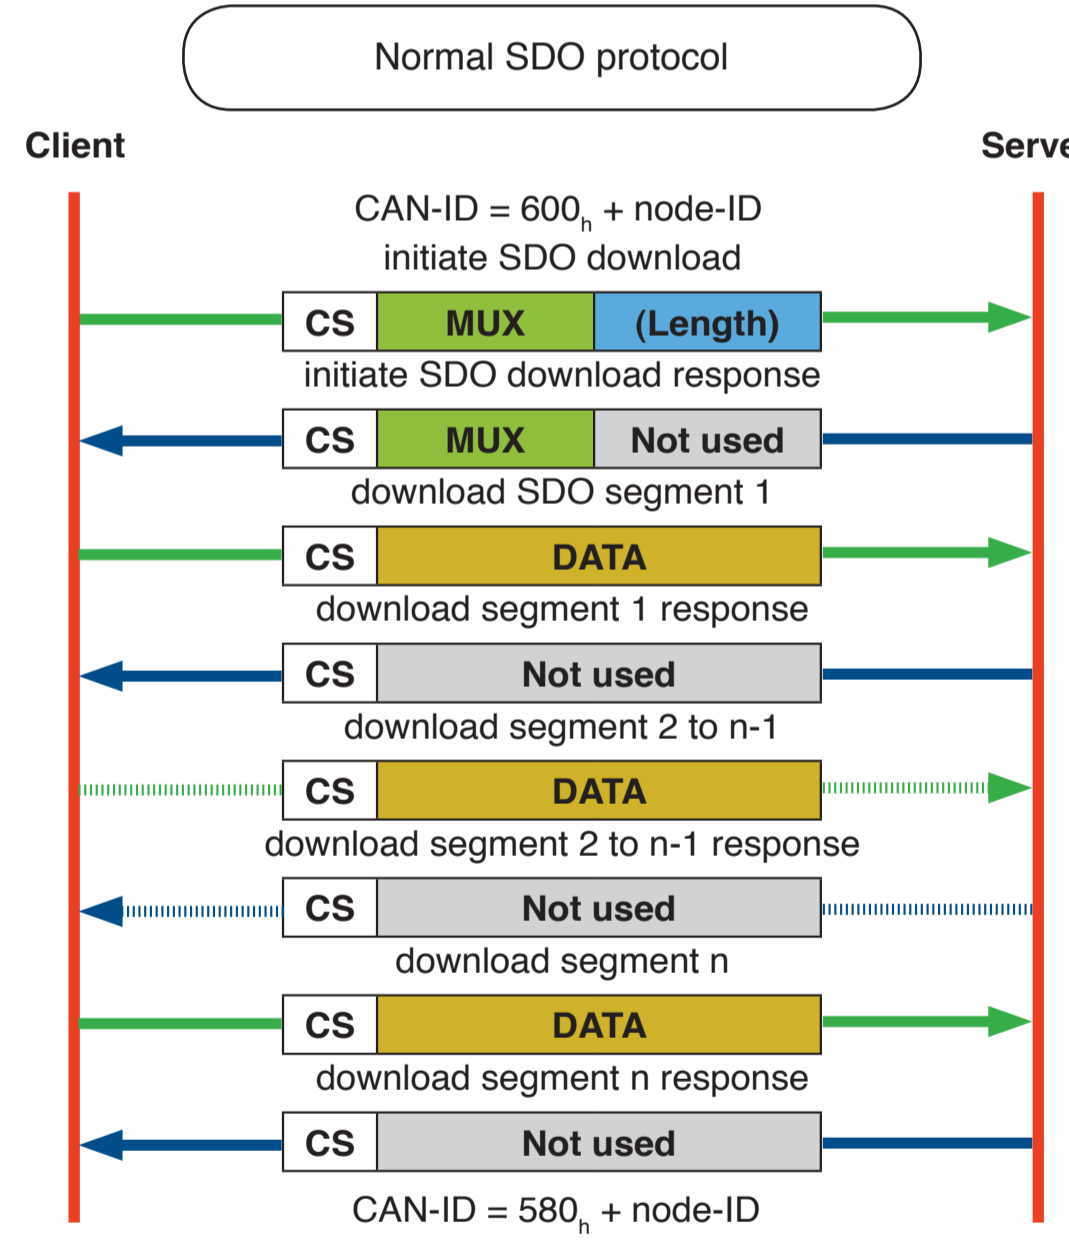 Normal SDO protocol
Client
Serve
CAN-ID = 600h + node-ID
initiate SDO download
CS MUX (Length)
initiate SDO download response
CS MUX Not used
download SDO segment 1
CS DATA
download segment 1 response
CS Not used
download segment 2 to n-1
CS DATA
download segment 2 to n-1 response
CS Not used
download segment n
CS DATA
download segment n response
CS Not used
CAN-ID = 580h + node-ID